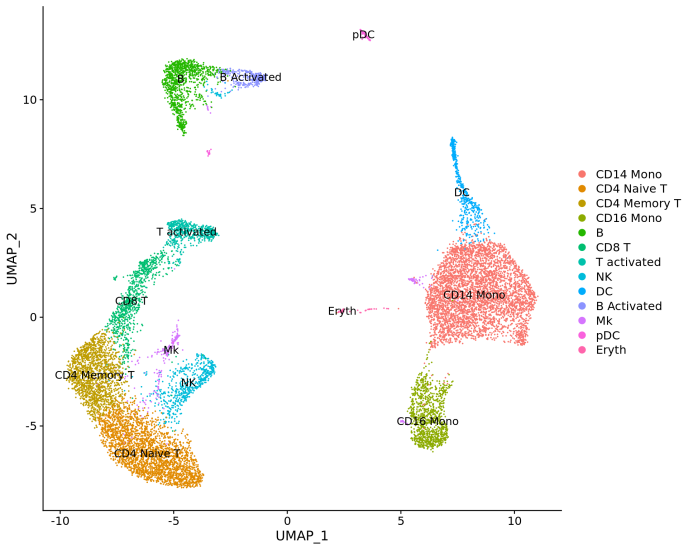 pDC
B
B Activated
DC
T activated
CD8 T
CD14 Mono
Eryth
Mk
CD4 Memory T
NK
CD16 Mono
CD4 Naive T
10
5
0
-5
UMAP_2
-10
-5
0
5
10
UMAP_1
CD14 Mono
CD4 Naive T
CD4 Memory T
CD16 Mono
B
CD8 T
T activated
NK
DC
B Activated
Mk
pDC
Eryth